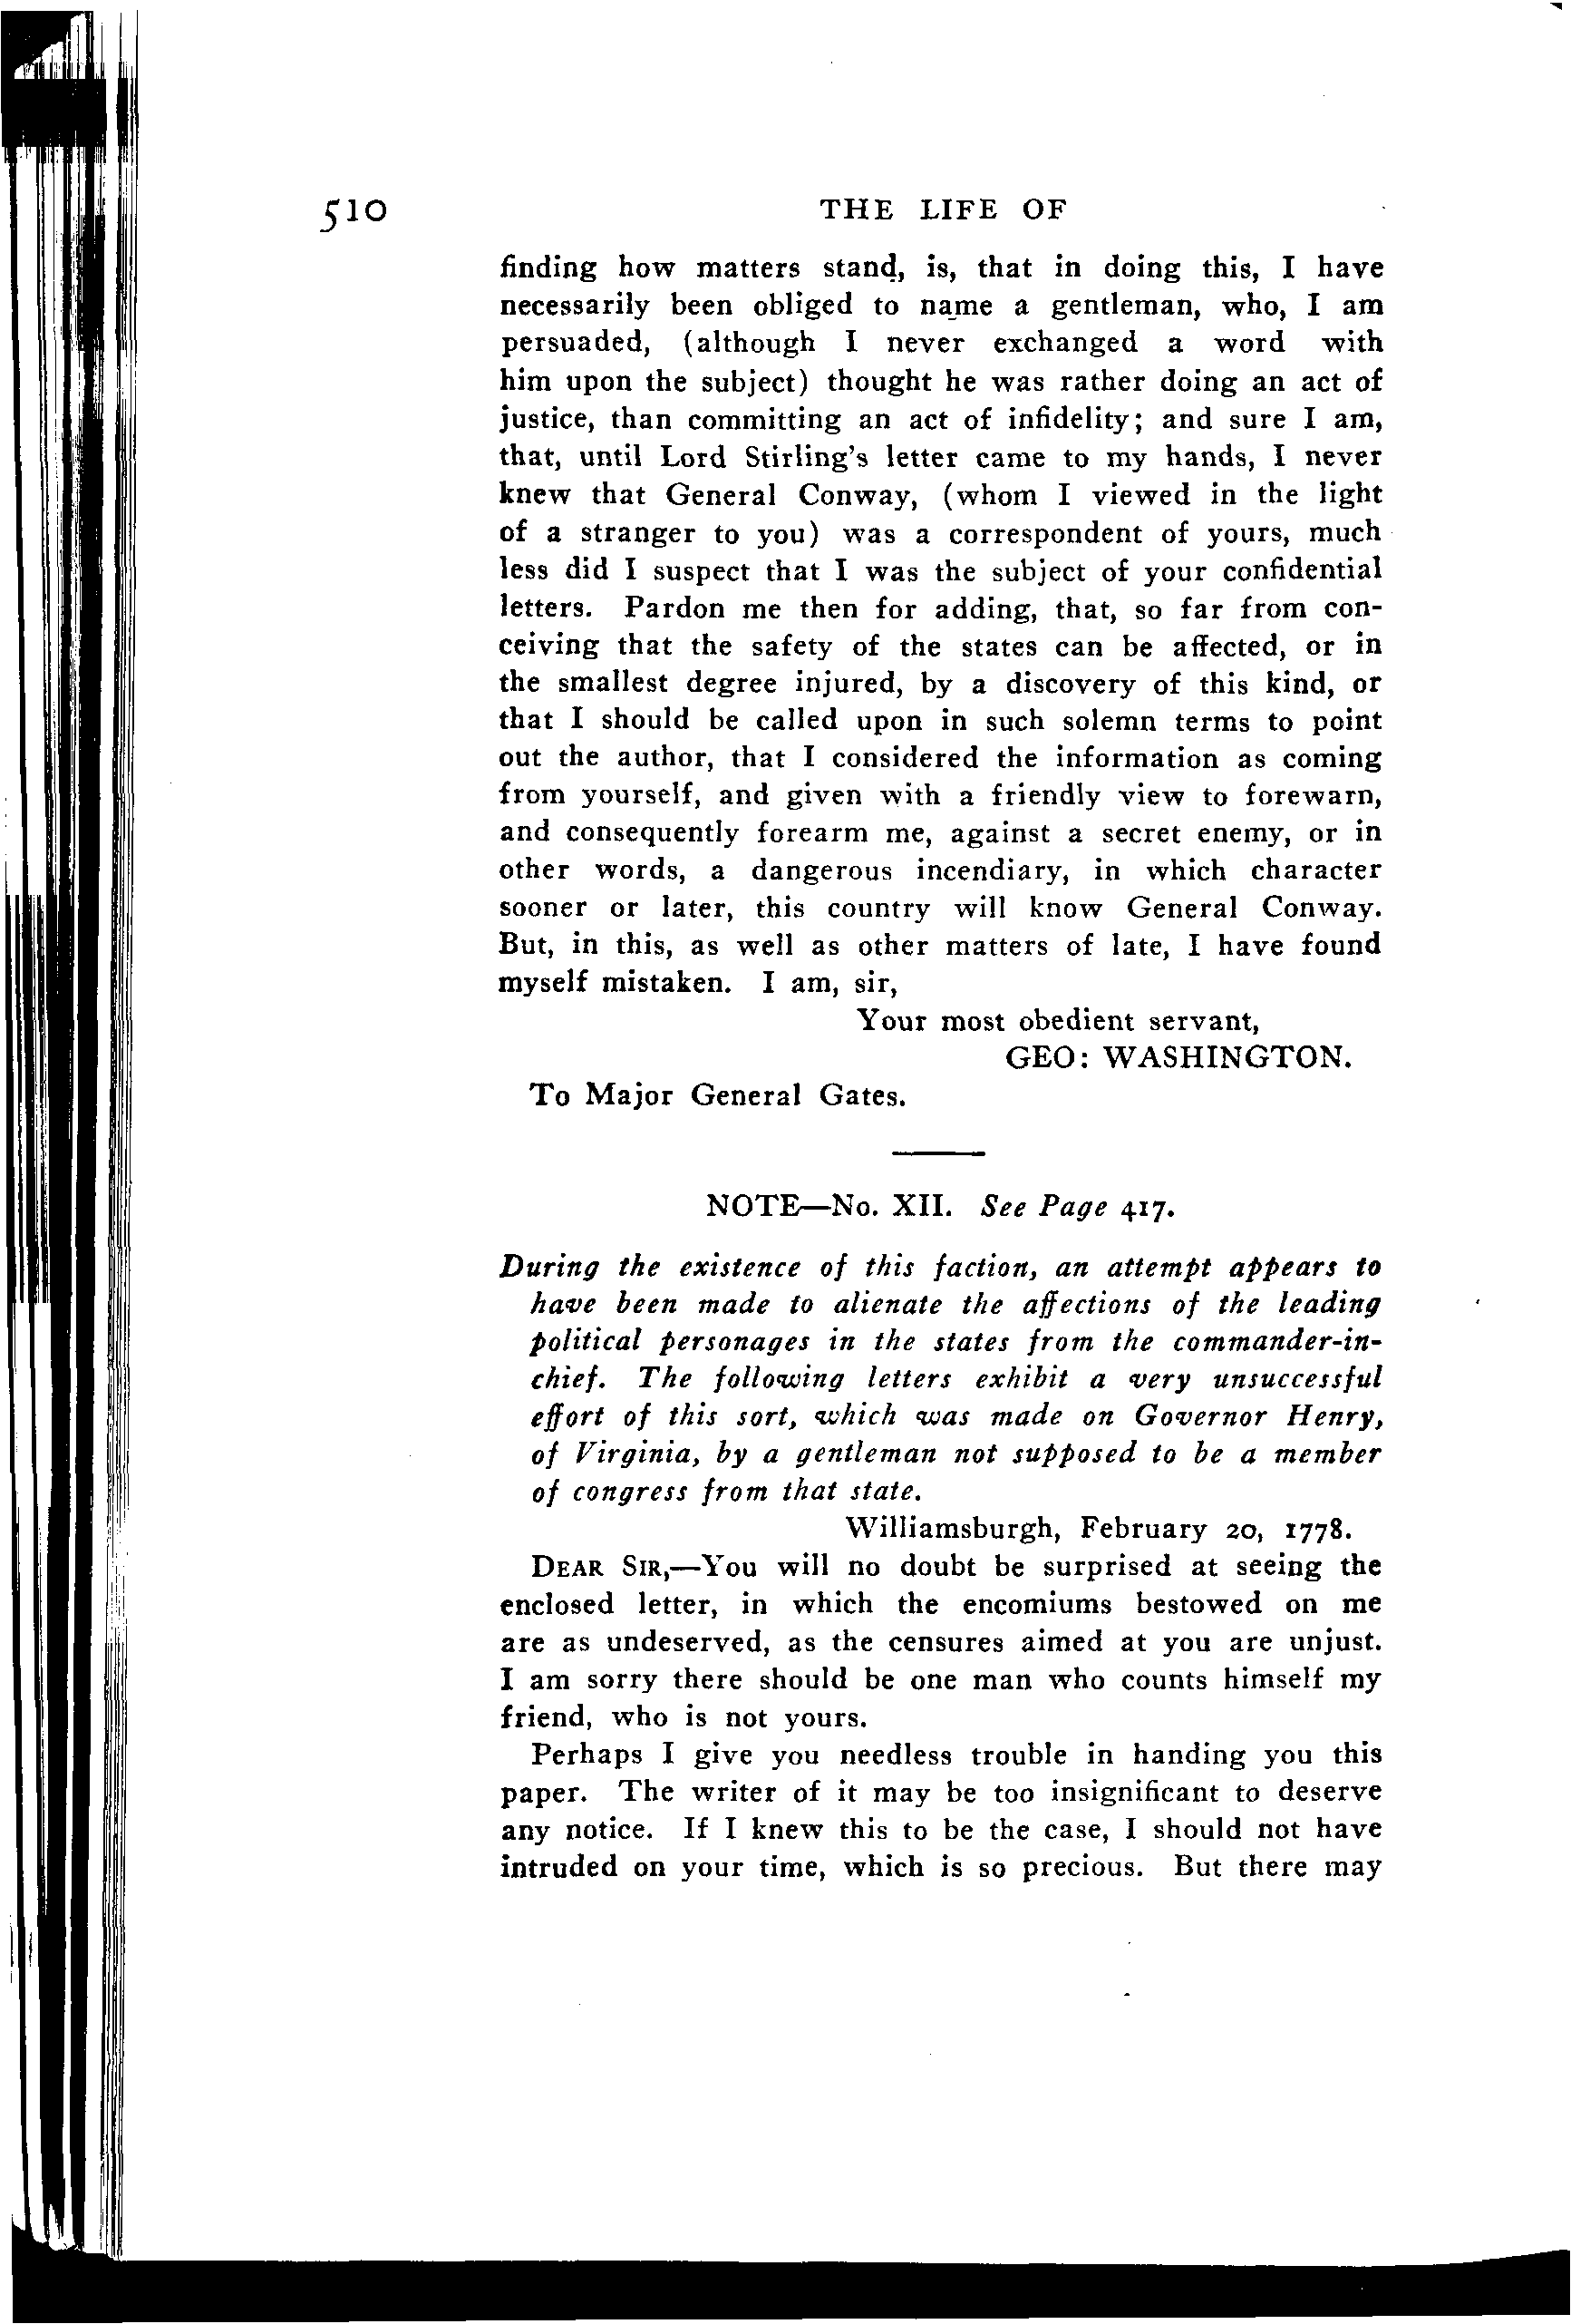 510 THE LIFE OF
finding how matters stand, is, that in doing this, I have
necessarily been obliged to name a gentleman, who, I am
persuaded, (although I never exchanged a word with
him upon the subject) thought he was rather doing an act of
justice, than committing an act of infidelity; and sure I am,
that, until Lord Stirling's letter came to my hands, I never
knew that General Conway, (whom I viewed in the light
of a stranger to you) was a correspondent of yours, much
less did I suspect that I was the subject of your confidential
letters. Pardon me then for adding, that, so far from con-
ceiving that the safety of the states can be affected, or in
the smallest degree injured, by a discovery of this kind, or
that I should be called upon in such solemn terms to point
out the author, that I considered the information as coming
from yourself, and given with a friendly view to forewarn,
and consequently forearm me, against a secret enemy, or in
other words, a dangerous incendiary, in which character
sooner or later, this country will know General Conway.
But, in this, as well as other matters of late, I have found
myself mistaken. I am, sir,
Your most obedient servant,
GEO: WASHINGTON.
To Major General Gates.
NOTE—No. XII. See Page 417.
During the existence of this faction, an attempt appears to
have been made to alienate the affections of the leading
political personages in the states from the commander-in-
chief. The following letters exhibit a very unsuccessful
effort of this sort, which was made on Governor Henry,
of Virginia, by a gentleman not supposed to be a member
of congress from that state.
Williamsburgh, February 20, 1778.
DEAR SIR,—You will no doubt be surprised at seeing the
enclosed letter, in which the encomiums bestowed on me
are as undeserved, as the censures aimed at you are unjust.
I am sorry there should be one man who counts himself my
friend, who is not yours.
Perhaps I give you needless trouble in handing you this
paper. The writer of it may be too insignificant to deserve
any notice. If I knew this to be the case, I should not have
intruded on your time, which is so precious. But there may